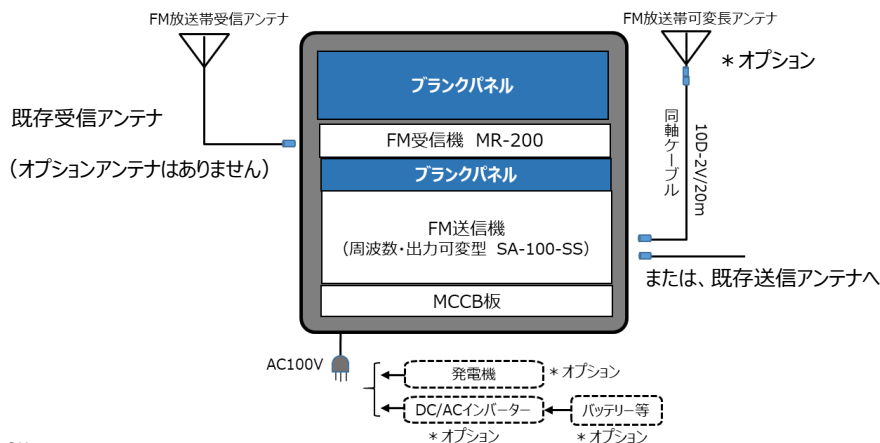 FM放送帯受信アンテナ
FM放送帯可変長アンテナ
＊オプション
ブランクパネル
既存受信アンテナ
（オプションアンテナはありません）
FM受信機 MR-200
ブランクパネル
同軸ケーブル
10D-2V/20m
FM送信機
（周波数・出力可変型 SA-100-SS）
または、既存送信アンテナへ
MCCB板
AC100V
発電機
＊オプション
DC/ACインバーター
バッテリー等
＊オプション
＊オプション